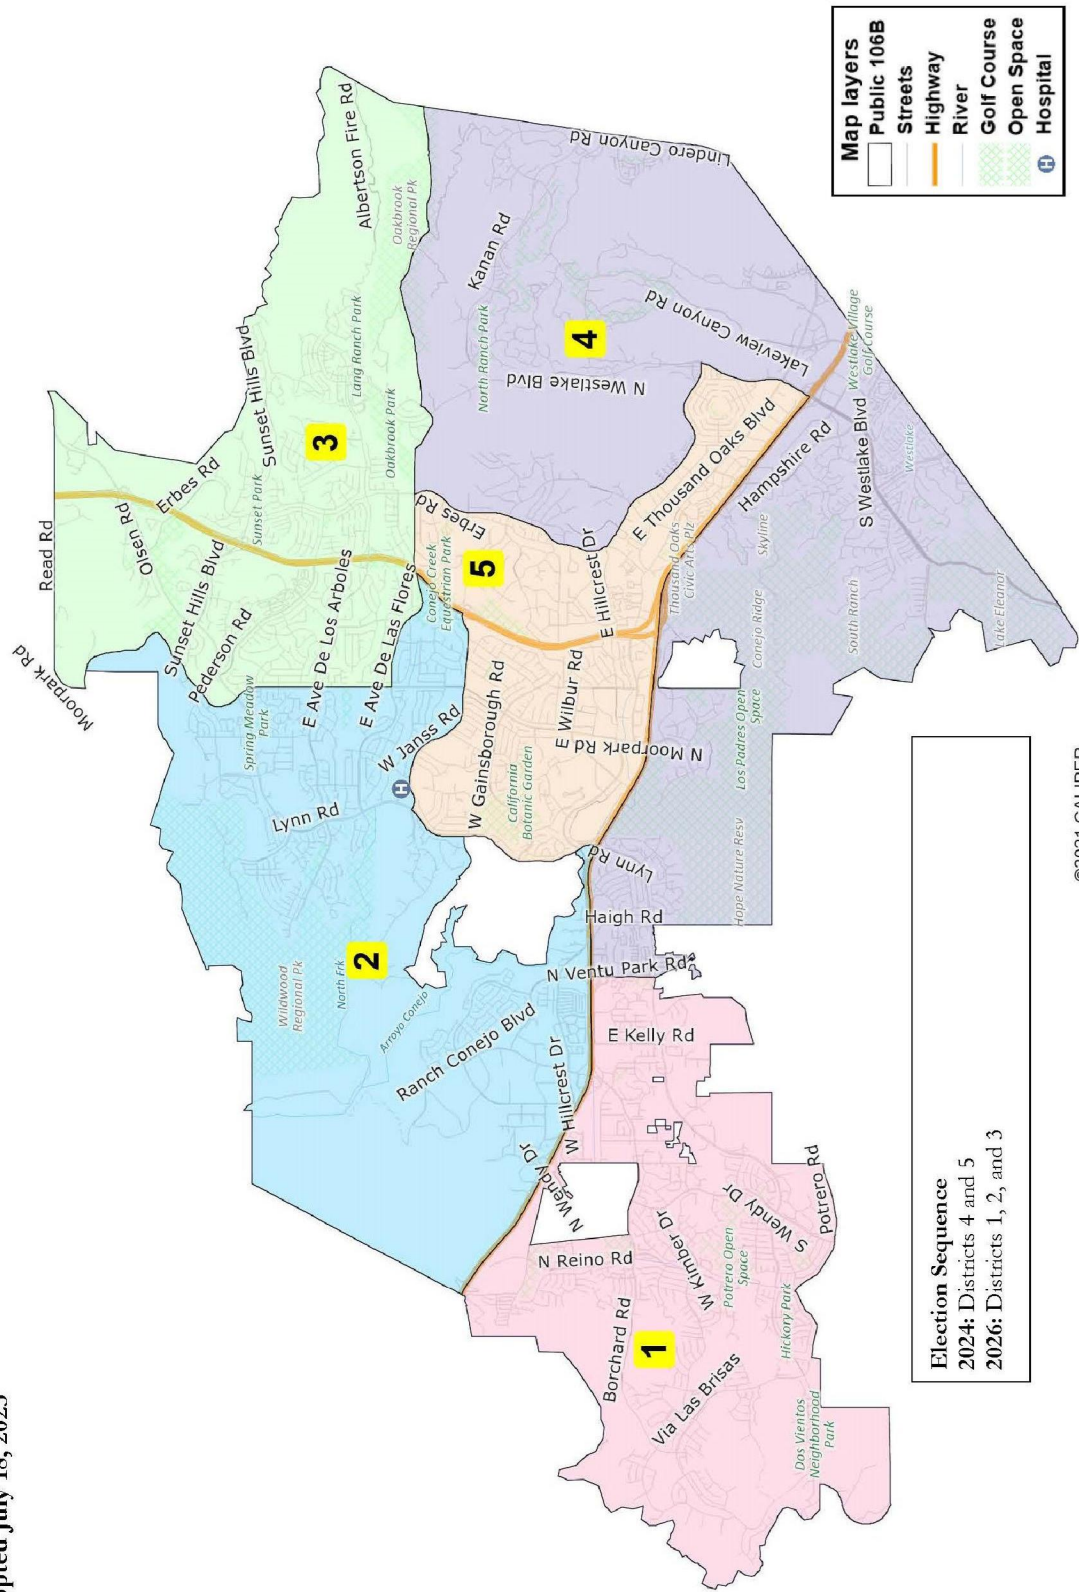 Map layers
Public 106B
Streets
Highway
River
Golf Course
Open Space
Hospital
Read Rd
Moorpark Rd
Olsen Rd
Erbes Rd
Sunset Hills Blvd
Sunset Hills Blvd
Pederson Rd
Sunset Park
Albertson Fire Rd
Lang Ranch Park
Oakbrook
Regional Pk
Oakbrook Park
3
E Ave De Los Arboles
E Ave De Las Flores
Spring Meadow
Park
Lynn Rd
W Janss Rd
H
Wildwood
Regional Pk
North Frk
Arroyo Conejo
2
Ranch Conejo Blvd
W Hillcrest Dr
N Wendy Dr
Erbes Rd
Conejo Creek
Equestrian Park
5
W Gainsborough Rd
E Wilbur Rd
E Hillcrest Dr
E Thousand Oaks Blvd
California
Botanic Garden
N Moorpark Rd
Thousand Oaks
Civic Arts Plz
Kanan Rd
North Ranch Park
N Westlake Blvd
4
Lindero Canyon Rd
Lakeview Canyon Rd
Westlake Village
Golf Course
Hampshire Rd
S Westlake Blvd
Westlake
Skyline
Conejo Ridge
South Ranch
Lake Eleanor
Los Padres Open
Space
Hope Nature Resv
Lynn Rd
Haigh Rd
N Ventu Park Rd
E Kelly Rd
N Reino Rd
Borchard Rd
1
W Kimber Dr
Via Las Brisas
S Wendy Dr
Potrero Rd
Potrero Open
Space
Hickory Park
Dos Vientos
Neighborhood
Park
Election Sequence
2024: Districts 4 and 5
2026: Districts 1, 2, and 3
©2021 CALIPER